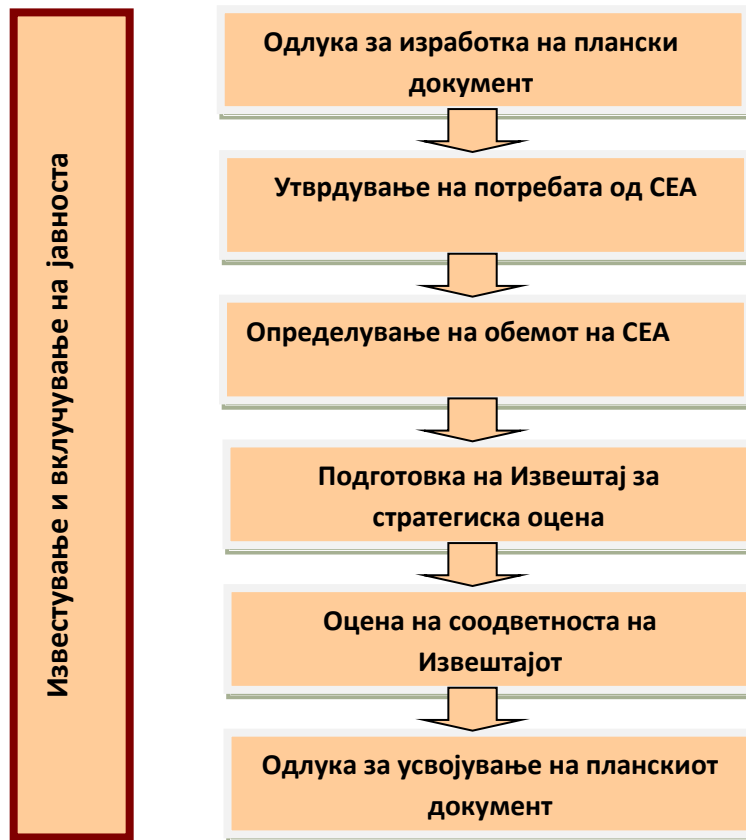 Известување и вклучување на јавноста
Одлука за изработка на плански
документ
Утврдување на потребата од СЕА
Определување на обемот на СЕА
Подготовка на Извештај за
стратегиска оцена
Оцена на соодветноста на
Извештајот
Одлука за усвојување на планскиот
документ